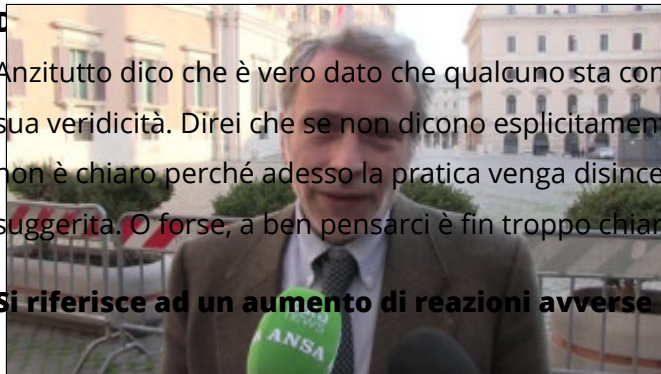 D
Anzitutto dico che è vero dato che qualcuno sta con
sua veridicità. Direi che se non dicono esplicitamen
non è chiaro perché adesso la pratica venga disince
suggerita. O forse, a ben pensarci è fin troppo chiar
Si riferisce ad un aumento di reazioni avverse
NEWS
ANSA